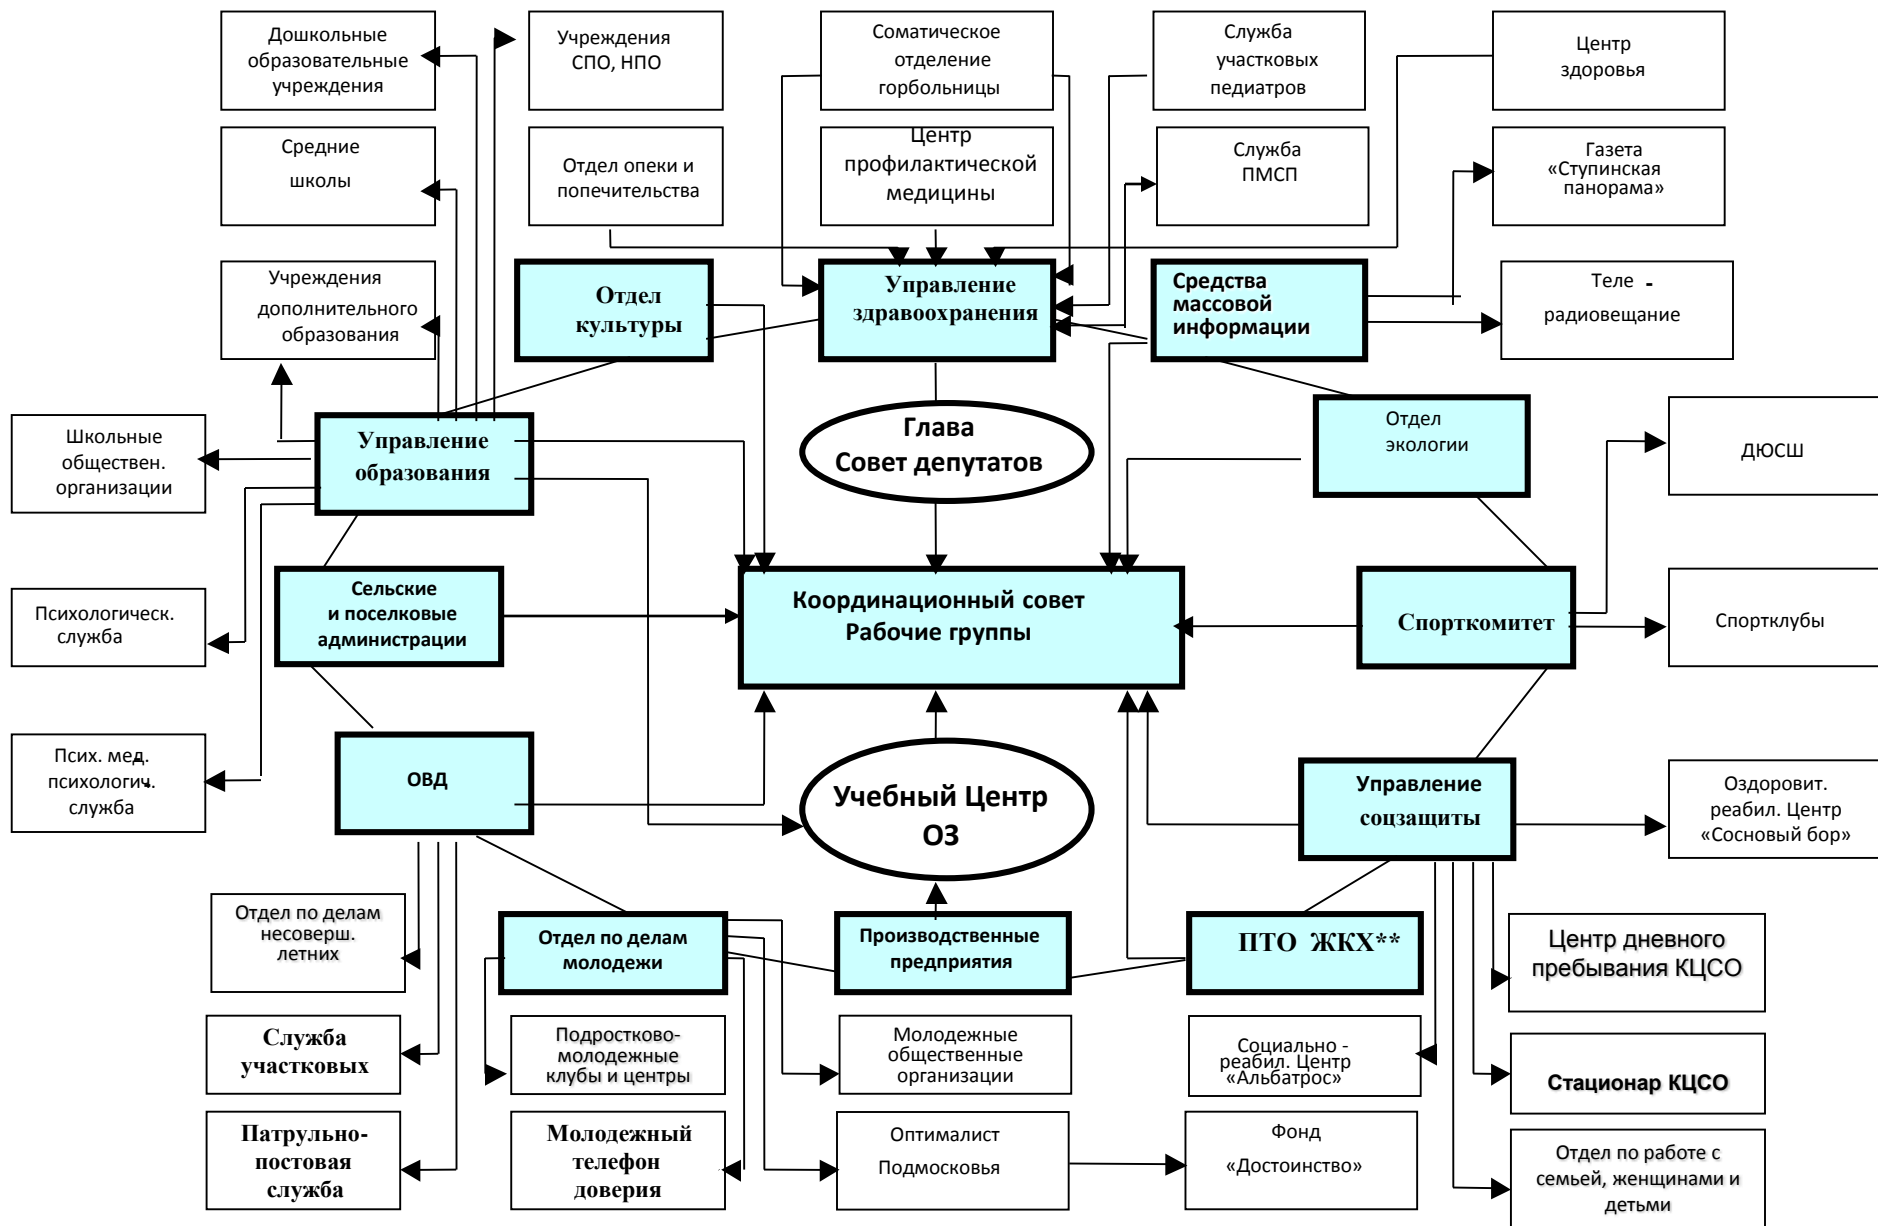 Дошкольные
образовательные
учреждения
Учреждения
СПО, НПО
Соматическое
отделение
горбольницы
Служба
участковых
педиатров
Центр
здоровья
Средние
школы
Отдел опеки и
попечительства
Центр
профилактической
медицины
Служба
ПМСП
Газета
«Ступинская
панорама»
Учреждения
дополнительного
образования
Отдел
культуры
Управление
здравоохранения
Средства
массовой
информации
Теле -
радиовещание
Школьные
обществен.
организации
Управление
образования
Глава
Совет депутатов
Отдел
экологии
ДЮСШ
Психологическ.
служба
Сельские
и поселковые
администрации
Координационный совет
Рабочие группы
Спорткомитет
Спортклубы
Псих. мед.
психологич.
служба
ОВД
Учебный Центр
ОЗ
Управление
соцзащиты
Оздоровит.
реабил. Центр
«Сосновый бор»
Отдел по делам
несоверш.
летних
Отдел по делам
молодежи
Производственные
предприятия
ПТО ЖКХ**
Центр дневного
пребывания КЦСО
Служба
участковых
Подростково-
молодежные
клубы и центры
Молодежные
общественные
организации
Социально -
реабил. Центр
«Альбатрос»
Стационар КЦСО
Патрульно-
постовая
служба
Молодежный
телефон
доверия
Оптималист
Подмосковья
Фонд
«Достоинство»
Отдел по работе с
семьей, женщинами и
детьми